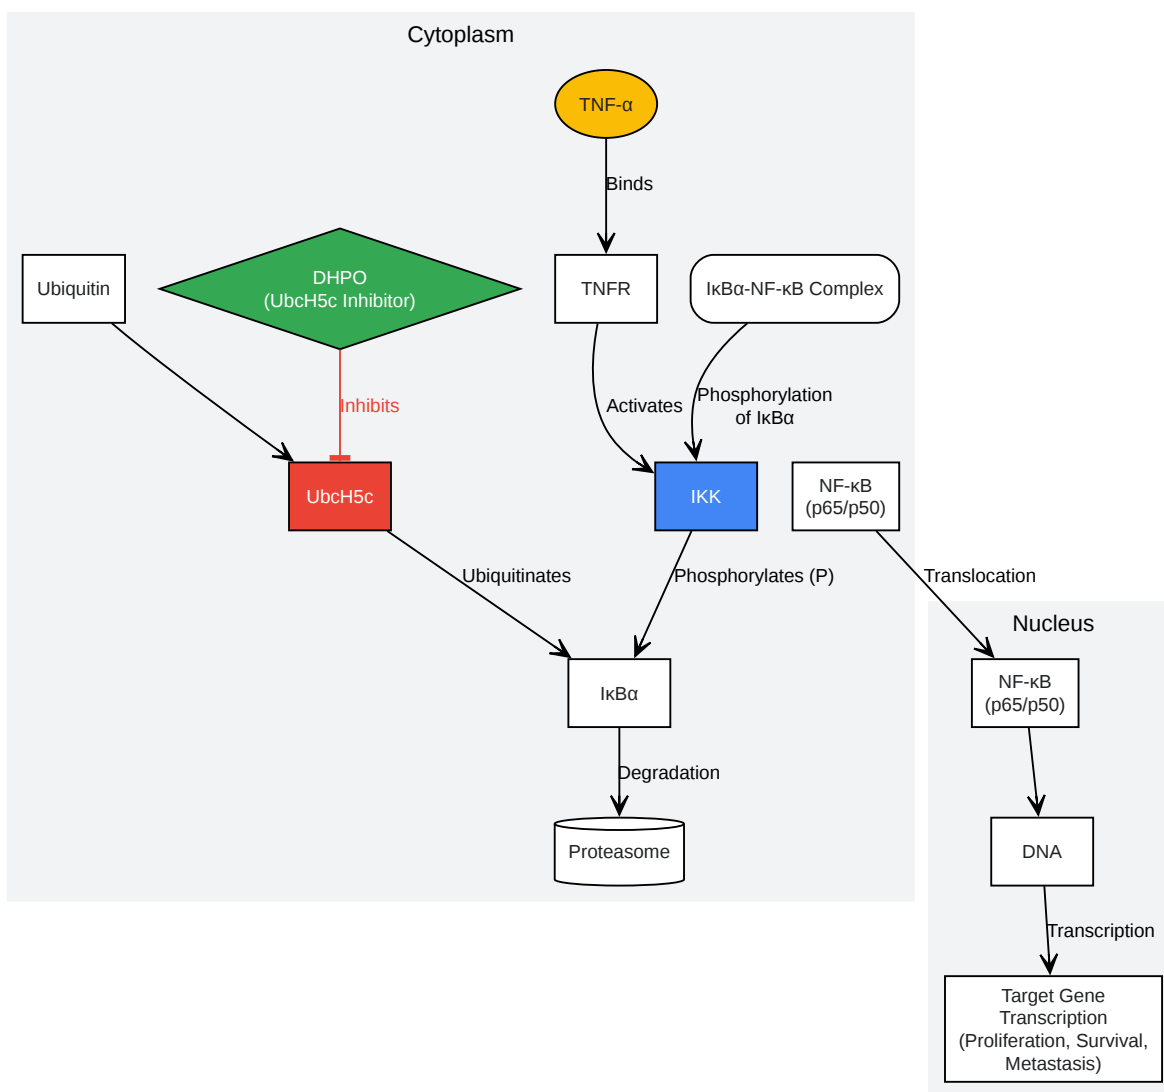 Cytoplasm
TNF-α
Binds
Ubiquitin
DHPO
(UbcH5c Inhibitor)
TNFR
IκBα-NF-κB Complex
Inhibits
Activates
Phosphorylation
of IκBα
UbcH5c
IKK
NF-κB
(p65/p50)
Ubiquitinates
Phosphorylates (P)
Translocation
Nucleus
IκBα
NF-κB
(p65/p50)
Degradation
Proteasome
DNA
Transcription
Target Gene
Transcription
(Proliferation, Survival,
Metastasis)